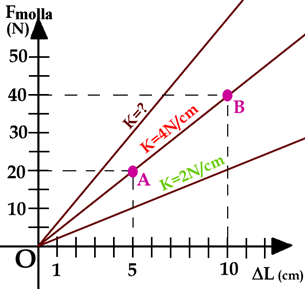 Fmolla
(N)
50
40
30
20
10
K=?
K=4N/cm
K=2N/cm
A
B
O
1
5
10
ΔL (cm)